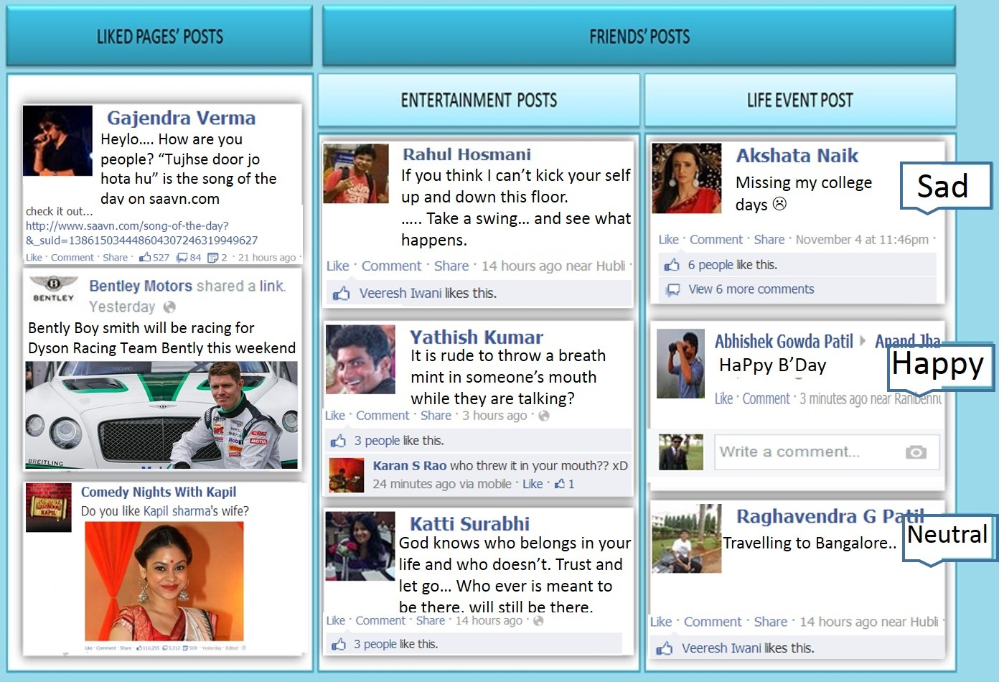 LIKED PAGES' POSTS
FRIENDS' POSTS
ENTERTAINMENT POSTS
LIFE EVENT POST
Gajendra Verma
Heylo.... How are you
people? “Tujhse door jo
hota hu” is the song of the
day on saavn.com
check it out...
http://www.saavn.com/song-of-the-day?
&_suid=138615034448604307246319949627
Like · Comment · Share · 527 84 2 · 21 hours ago ·
BENTLEY
Bentley Motors shared a link.
Yesterday
Bently Boy smith will be racing for
Dyson Racing Team Bently this weekend
BREITLING
Mobil
MOTUL
Comedy Nights With Kapil
Do you like Kapil sharma's wife?
Like · Comment · Share · 110,255 5,312 509 · Yesterday · Edited ·
Rahul Hosmani
If you think I can’t kick your self
up and down this floor.
..... Take a swing... and see what
happens.
Like · Comment · Share · 14 hours ago near Hubli ·
Veeresh Iwani likes this.
Yathish Kumar
It is rude to throw a breath
mint in someone’s mouth
while they are talking?
Like · Comment · Share · 3 hours ago ·
3 people like this.
Karan S Rao who threw it in your mouth?? xD
24 minutes ago via mobile · Like · 1
Katti Surabhi
God knows who belongs in your
life and who doesn’t. Trust and
let go... Who ever is meant to
be there, will still be there.
Like · Comment · Share · 14 hours ago ·
3 people like this.
Akshata Naik
Missing my college
days ☹
Sad
Like · Comment · Share · November 4 at 11:46pm ·
6 people like this.
View 6 more comments
Abhishek Gowda Patil ▸ Anand Jha
HaPpy B’Day
Happy
Like · Comment · 3 minutes ago near Ranibennu
Write a comment...
Raghavendra G Patil
Travelling to Bangalore..
Neutral
Like · Comment · Share · 14 hours ago near Hubli ·
Veeresh Iwani likes this.